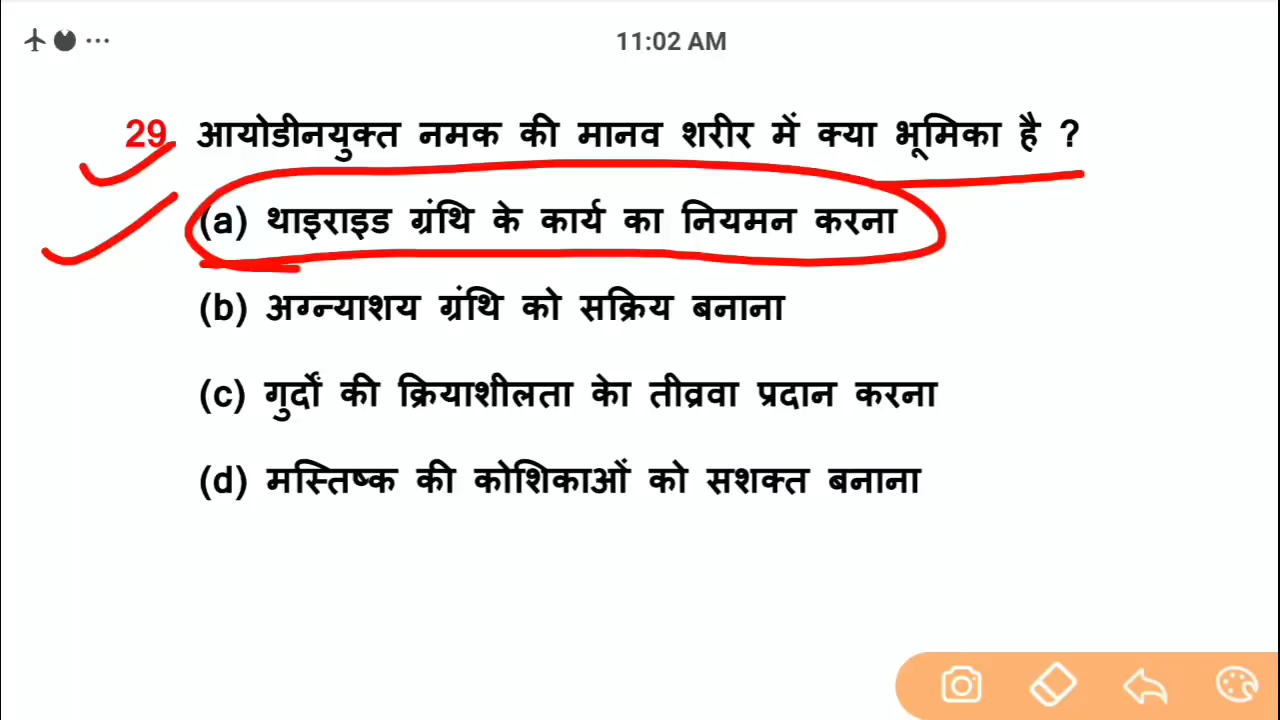 11:02 AM
29. आयोडीनयुक्त नमक की मानव शरीर में क्या भूमिका है ?
(a) थाइराइड ग्रंथि के कार्य का नियमन करना
(b) अग्न्याशय ग्रंथि को सक्रिय बनाना
(c) गुर्दों की क्रियाशीलता केा तीव्रवा प्रदान करना
(d) मस्तिष्क की कोशिकाओं को सशक्त बनाना